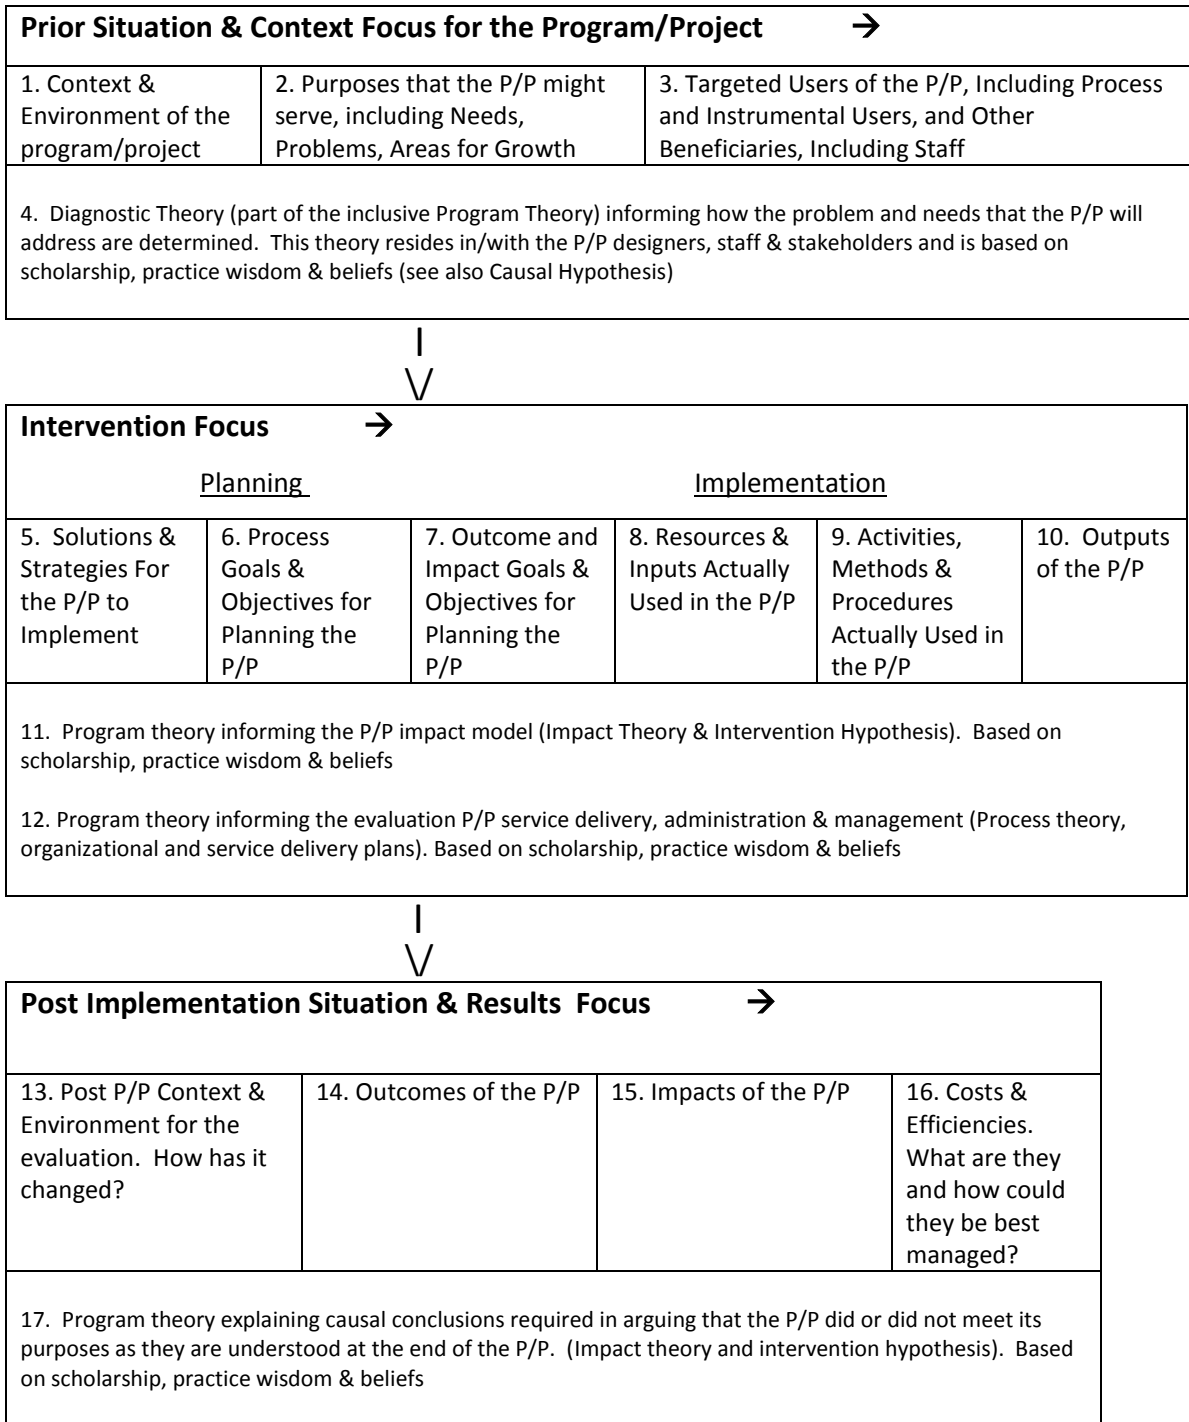 Prior Situation & Context Focus for the Program/Project →
1. Context &
Environment of the
program/project
2. Purposes that the P/P might
serve, including Needs,
Problems, Areas for Growth
3. Targeted Users of the P/P, Including Process
and Instrumental Users, and Other
Beneficiaries, Including Staff
4. Diagnostic Theory (part of the inclusive Program Theory) informing how the problem and needs that the P/P will
address are determined. This theory resides in/with the P/P designers, staff & stakeholders and is based on
scholarship, practice wisdom & beliefs (see also Causal Hypothesis)
|
\/
Intervention Focus →
Planning Implementation
5. Solutions &
Strategies For
the P/P to
Implement
6. Process
Goals &
Objectives for
Planning the
P/P
7. Outcome and
Impact Goals &
Objectives for
Planning the
P/P
8. Resources &
Inputs Actually
Used in the P/P
9. Activities,
Methods &
Procedures
Actually Used in
the P/P
10. Outputs
of the P/P
11. Program theory informing the P/P impact model (Impact Theory & Intervention Hypothesis). Based on
scholarship, practice wisdom & beliefs
12. Program theory informing the evaluation P/P service delivery, administration & management (Process theory,
organizational and service delivery plans). Based on scholarship, practice wisdom & beliefs
|
\/
Post Implementation Situation & Results Focus →
13. Post P/P Context &
Environment for the
evaluation. How has it
changed?
14. Outcomes of the P/P
15. Impacts of the P/P
16. Costs &
Efficiencies.
What are they
and how could
they be best
managed?
17. Program theory explaining causal conclusions required in arguing that the P/P did or did not meet its
purposes as they are understood at the end of the P/P. (Impact theory and intervention hypothesis). Based
on scholarship, practice wisdom & beliefs